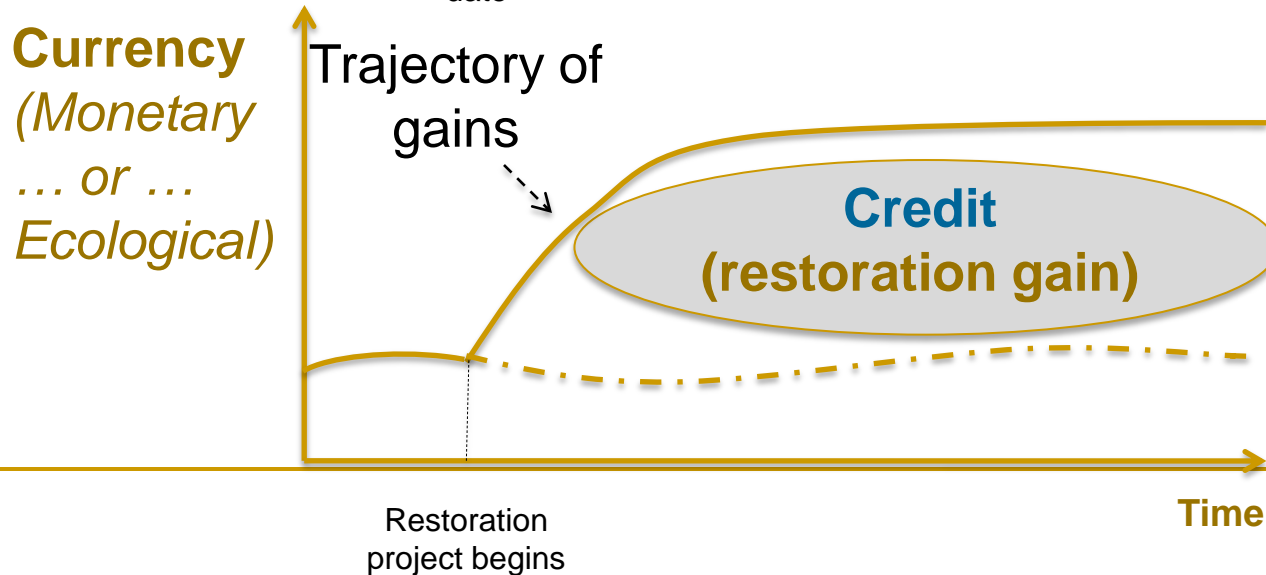 Currency
(Monetary
… or …
Ecological)
Trajectory of
gains
Credit
(restoration gain)
Time
Restoration
project begins